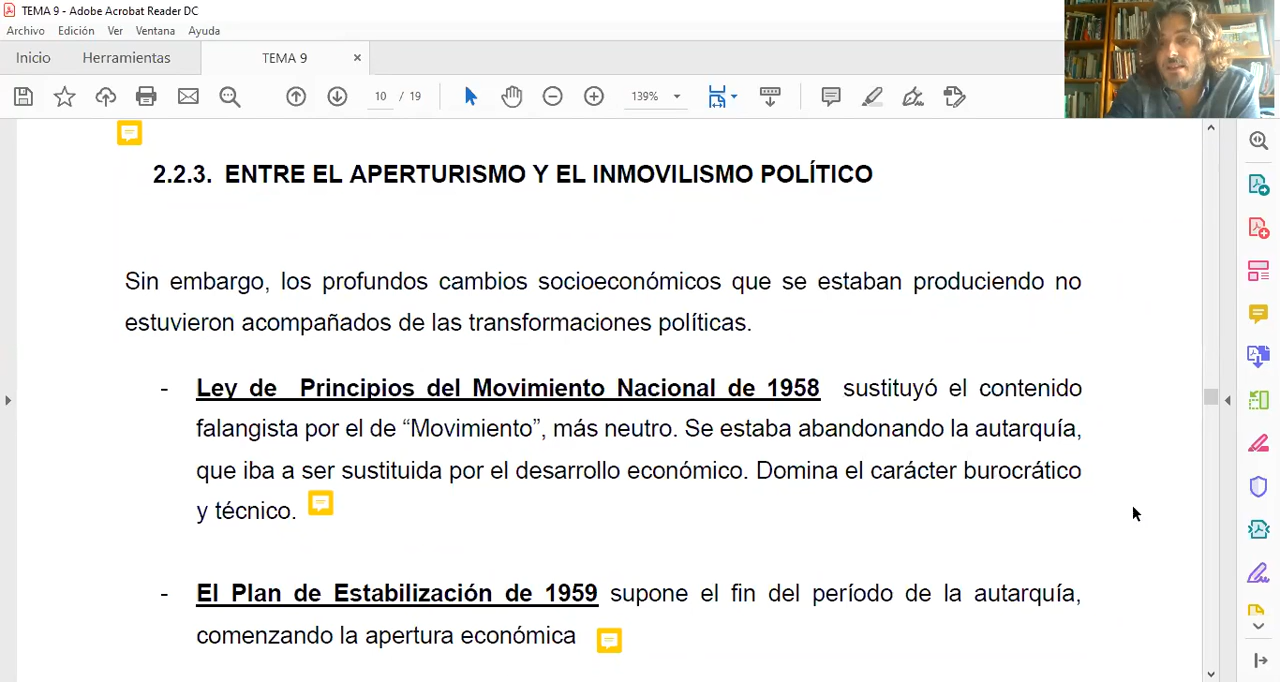 TEMA 9 - Adobe Acrobat Reader DC
Archivo Edición Ver Ventana Ayuda
Inicio Herramientas TEMA 9 ×
10 / 19 139%
2.2.3. ENTRE EL APERTURISMO Y EL INMOVILISMO POLÍTICO
Sin embargo, los profundos cambios socioeconómicos que se estaban produciendo no
estuvieron acompañados de las transformaciones políticas.
- Ley de Principios del Movimiento Nacional de 1958 sustituyó el contenido
falangista por el de “Movimiento”, más neutro. Se estaba abandonando la autarquía,
que iba a ser sustituida por el desarrollo económico. Domina el carácter burocrático
y técnico.
- El Plan de Estabilización de 1959 supone el fin del período de la autarquía,
comenzando la apertura económica